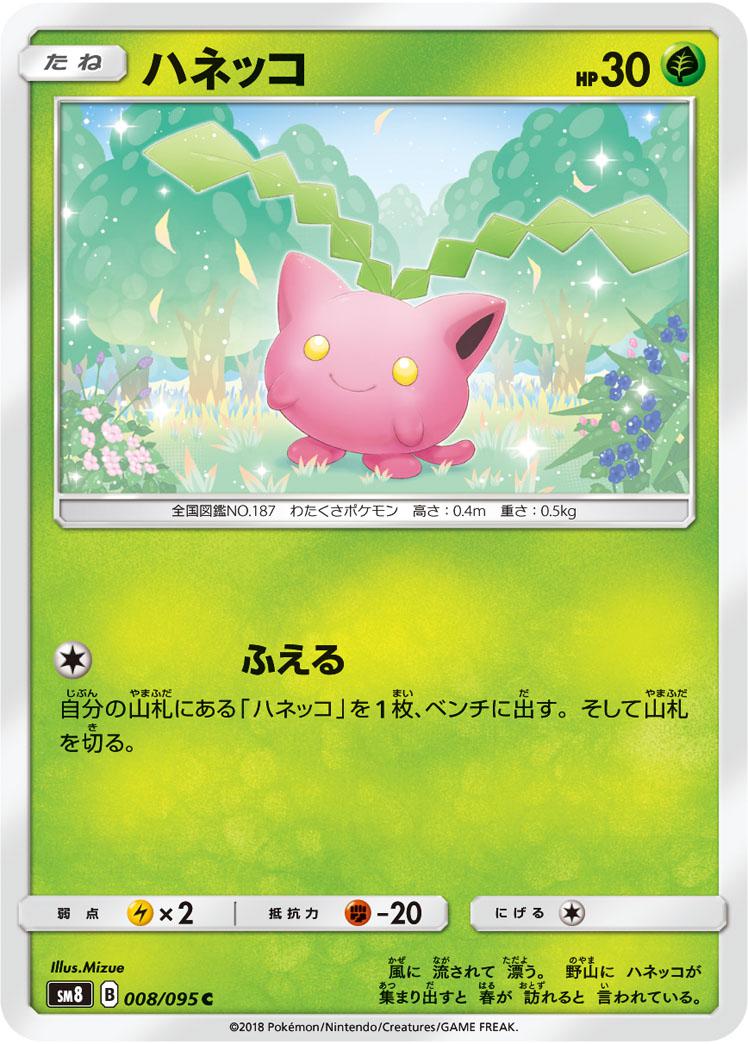 たね ハネッコ HP30
全国図鑑NO.187 わたくさポケモン 高さ:0.4m 重さ:0.5kg
ふえる
自分の山札にある「ハネッコ」を1枚、ベンチに出す。そして山札
を切る。
弱点 ×2 抵抗力 -20 にげる
Illus.Mizue
風に 流されて 漂う。 野山に ハネッコが
集まり出すと 春が 訪れると 言われている。
SM8 B 008/095 C
©2018 Pokémon/Nintendo/Creatures/GAME FREAK.